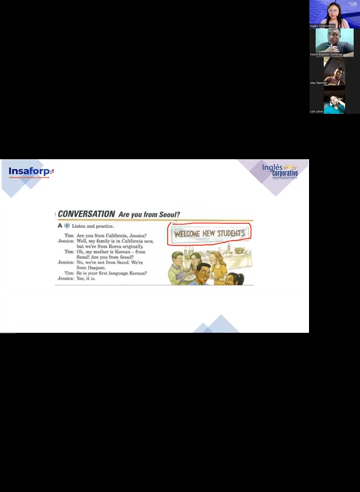 Insaforp
Inglés
Corporativo
CONVERSATION Are you from Seoul?
A Listen and practice.
Tim: Are you from California, Jessica?
Jessica: Well, my family is in California now,
but we're from Korea originally.
Tim: Oh, my mother is Korean – from
Seoul! Are you from Seoul?
Jessica: No, we're not from Seoul. We're
from Daejeon.
Tim: Is your first language Korean?
Jessica: Yes, it is.
WELCOME NEW STUDENTS